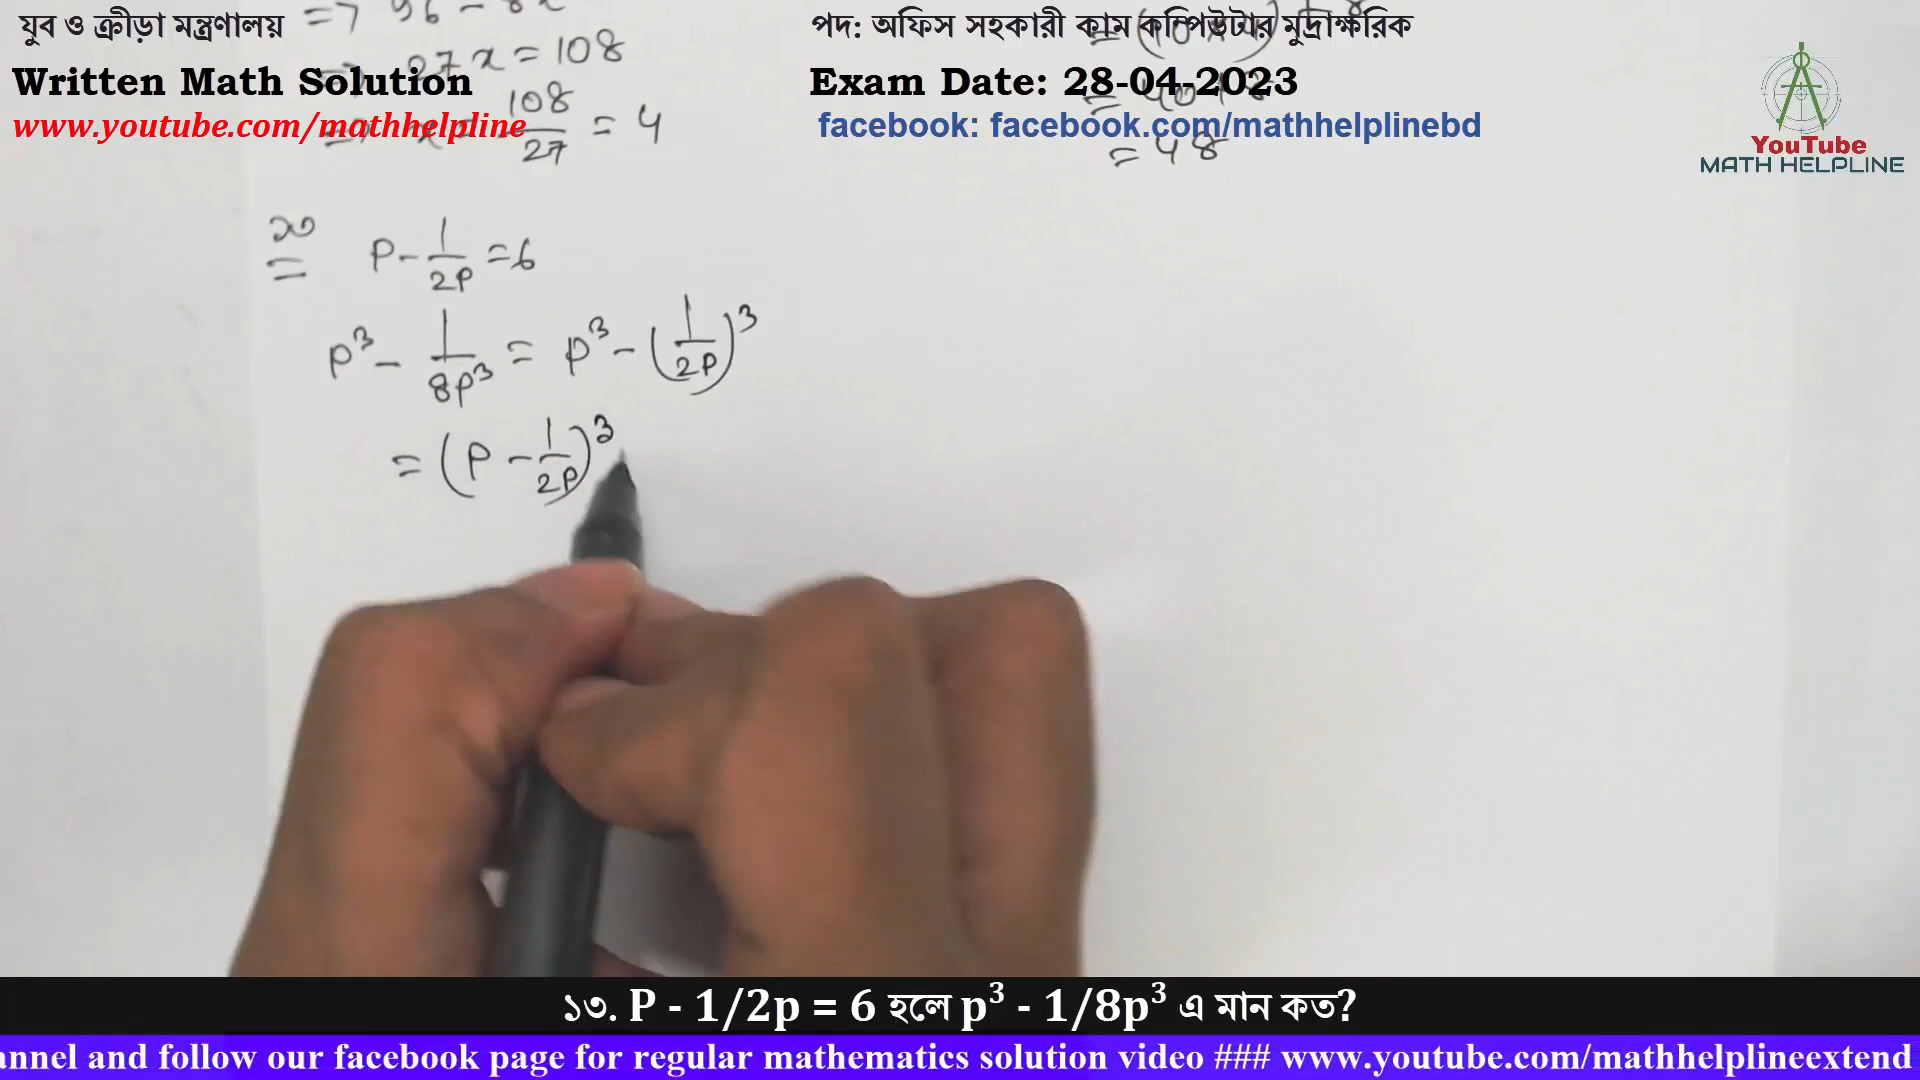 যুব ও ক্রীড়া মন্ত্রণালয়
পদ: অফিস সহকারী কাম কম্পিউটার মুদ্রাক্ষরিক
Written Math Solution
Exam Date: 28-04-2023
www.youtube.com/mathhelpline
facebook: facebook.com/mathhelplinebd
YouTube
MATH HELPLINE
27x = 108
x = 108/27 = 4
= 48
১৩ P - 1/2P = 6
P³ - 1/8P³ = P³ - (1/2P)³
= (P - 1/2P)³
১৩. P - 1/2p = 6 হলে p³ - 1/8p³ এ মান কত?
annel and follow our facebook page for regular mathematics solution video ### www.youtube.com/mathhelplineextend